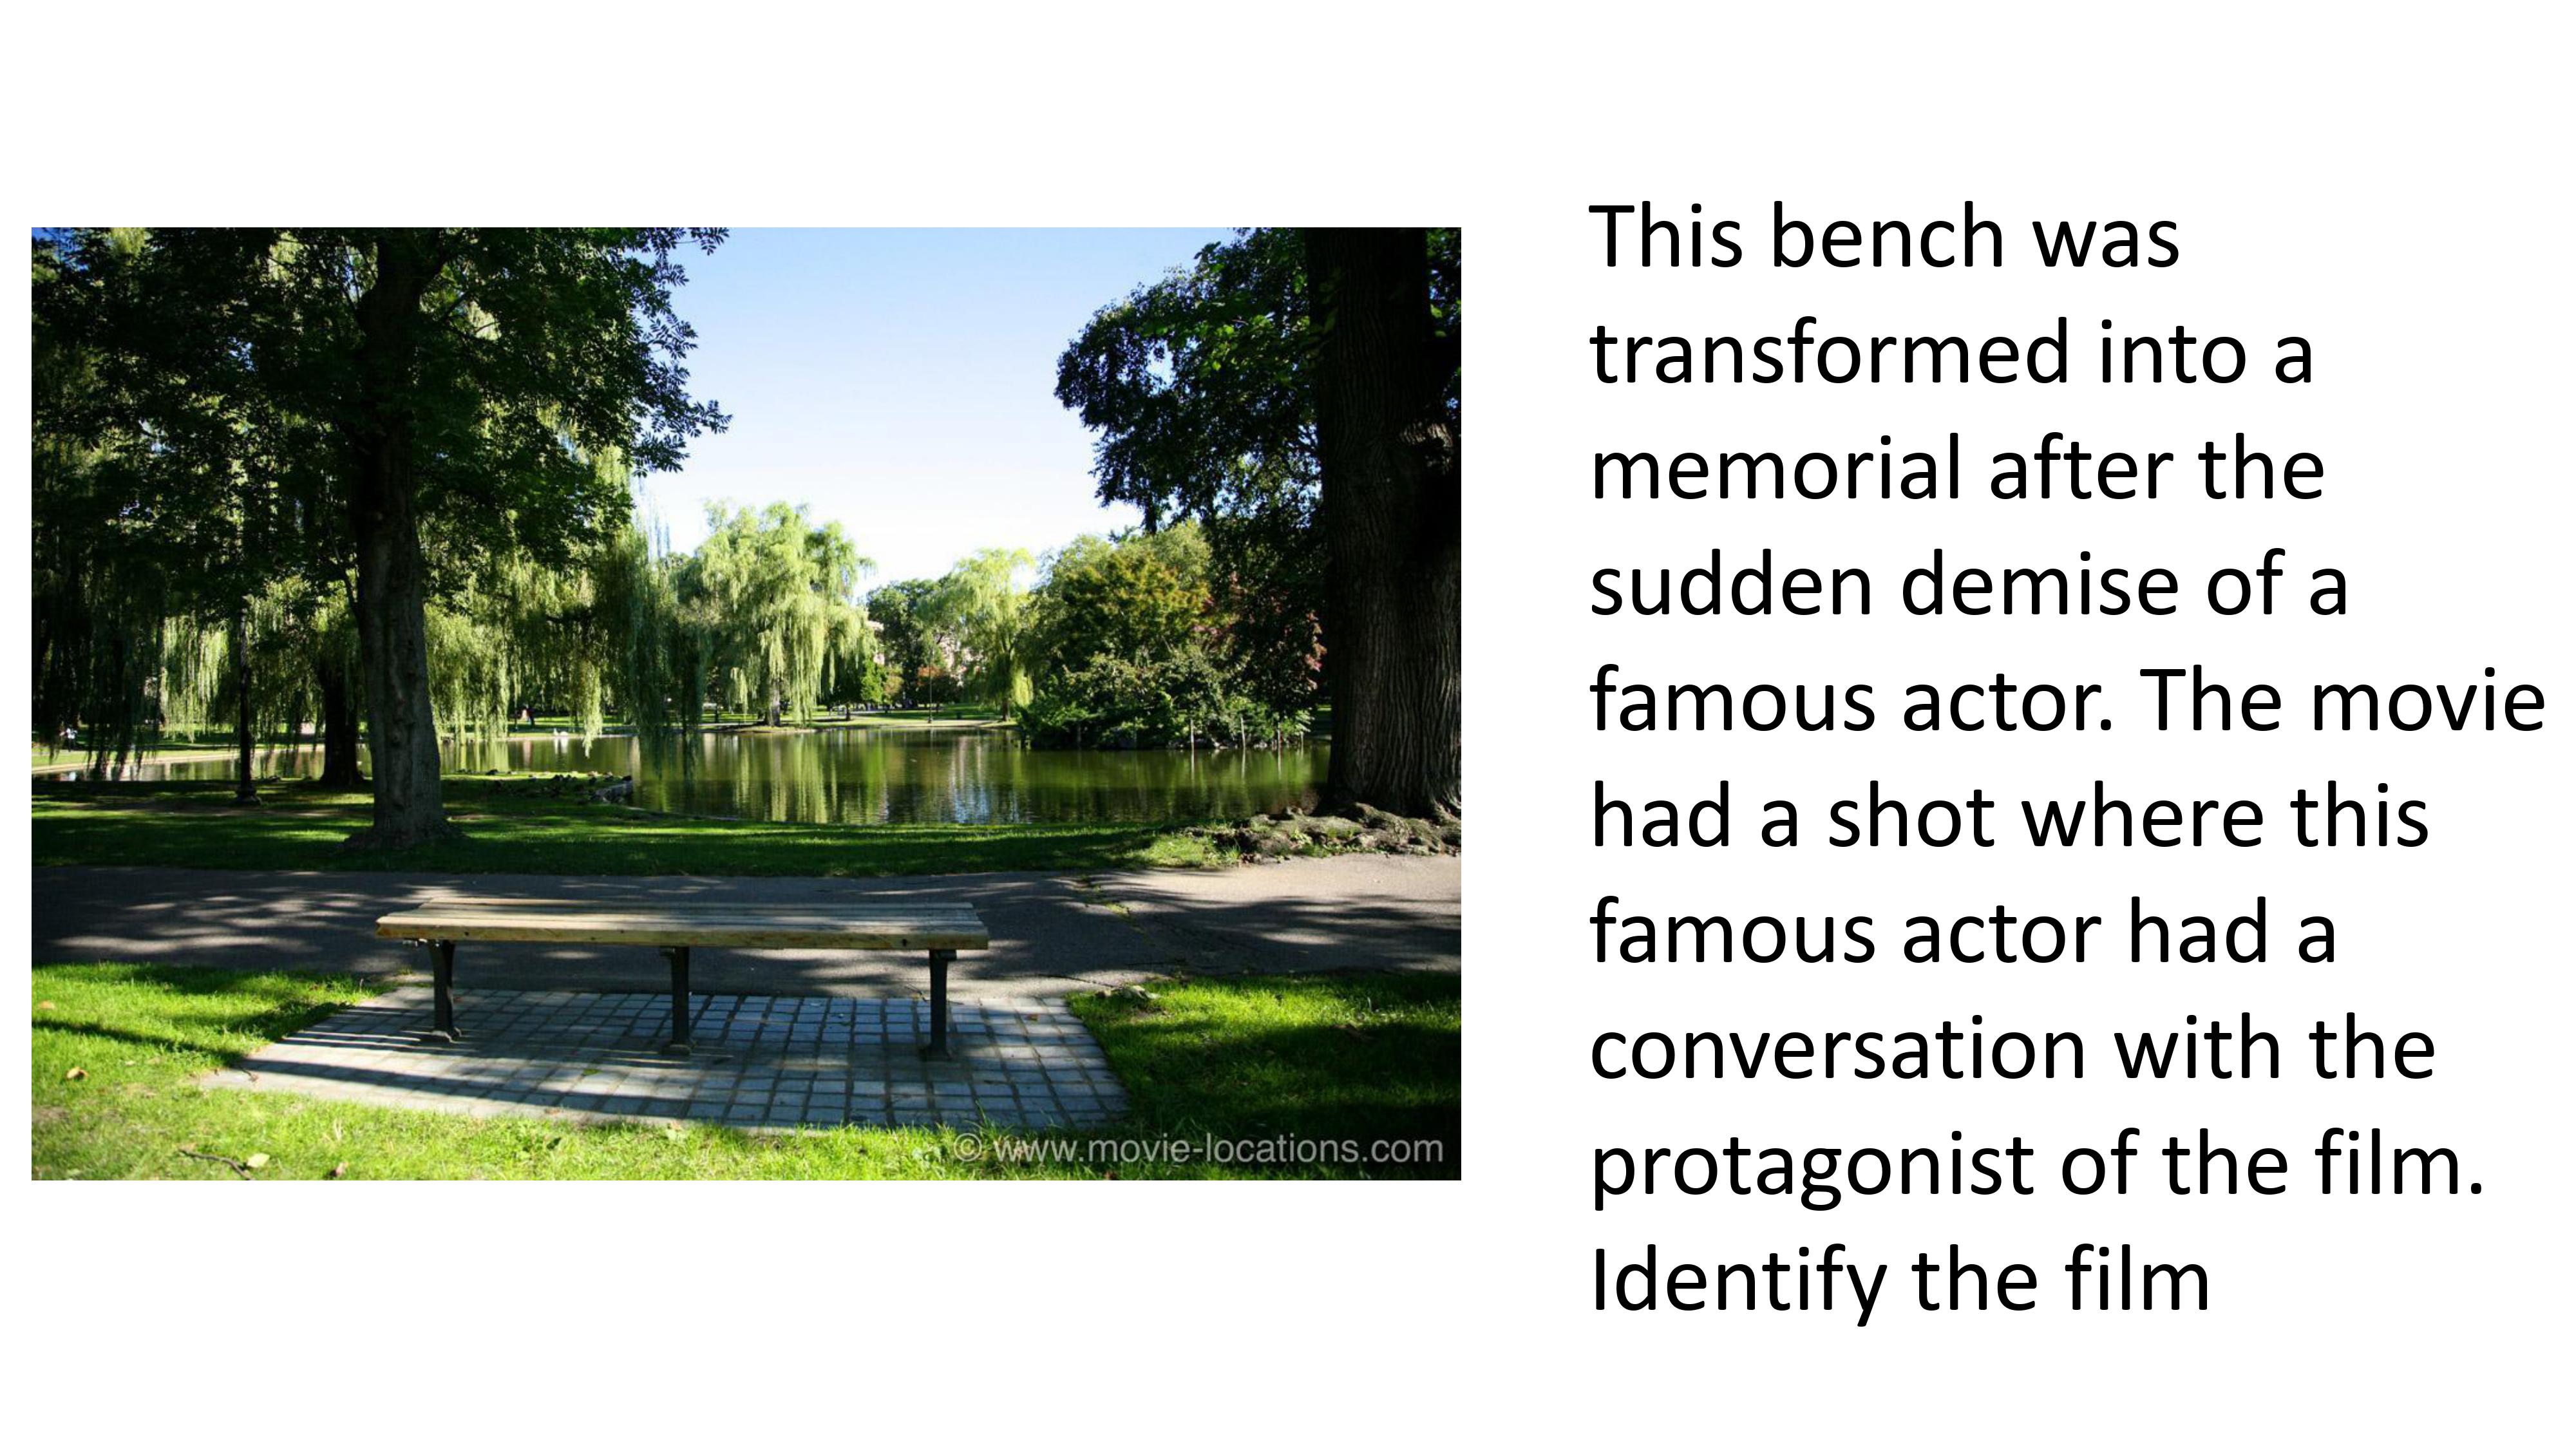 This bench was
transformed into a
memorial after the
sudden demise of a
famous actor. The movie
had a shot where this
famous actor had a
conversation with the
protagonist of the film.
Identify the film
© www.movie-locations.com